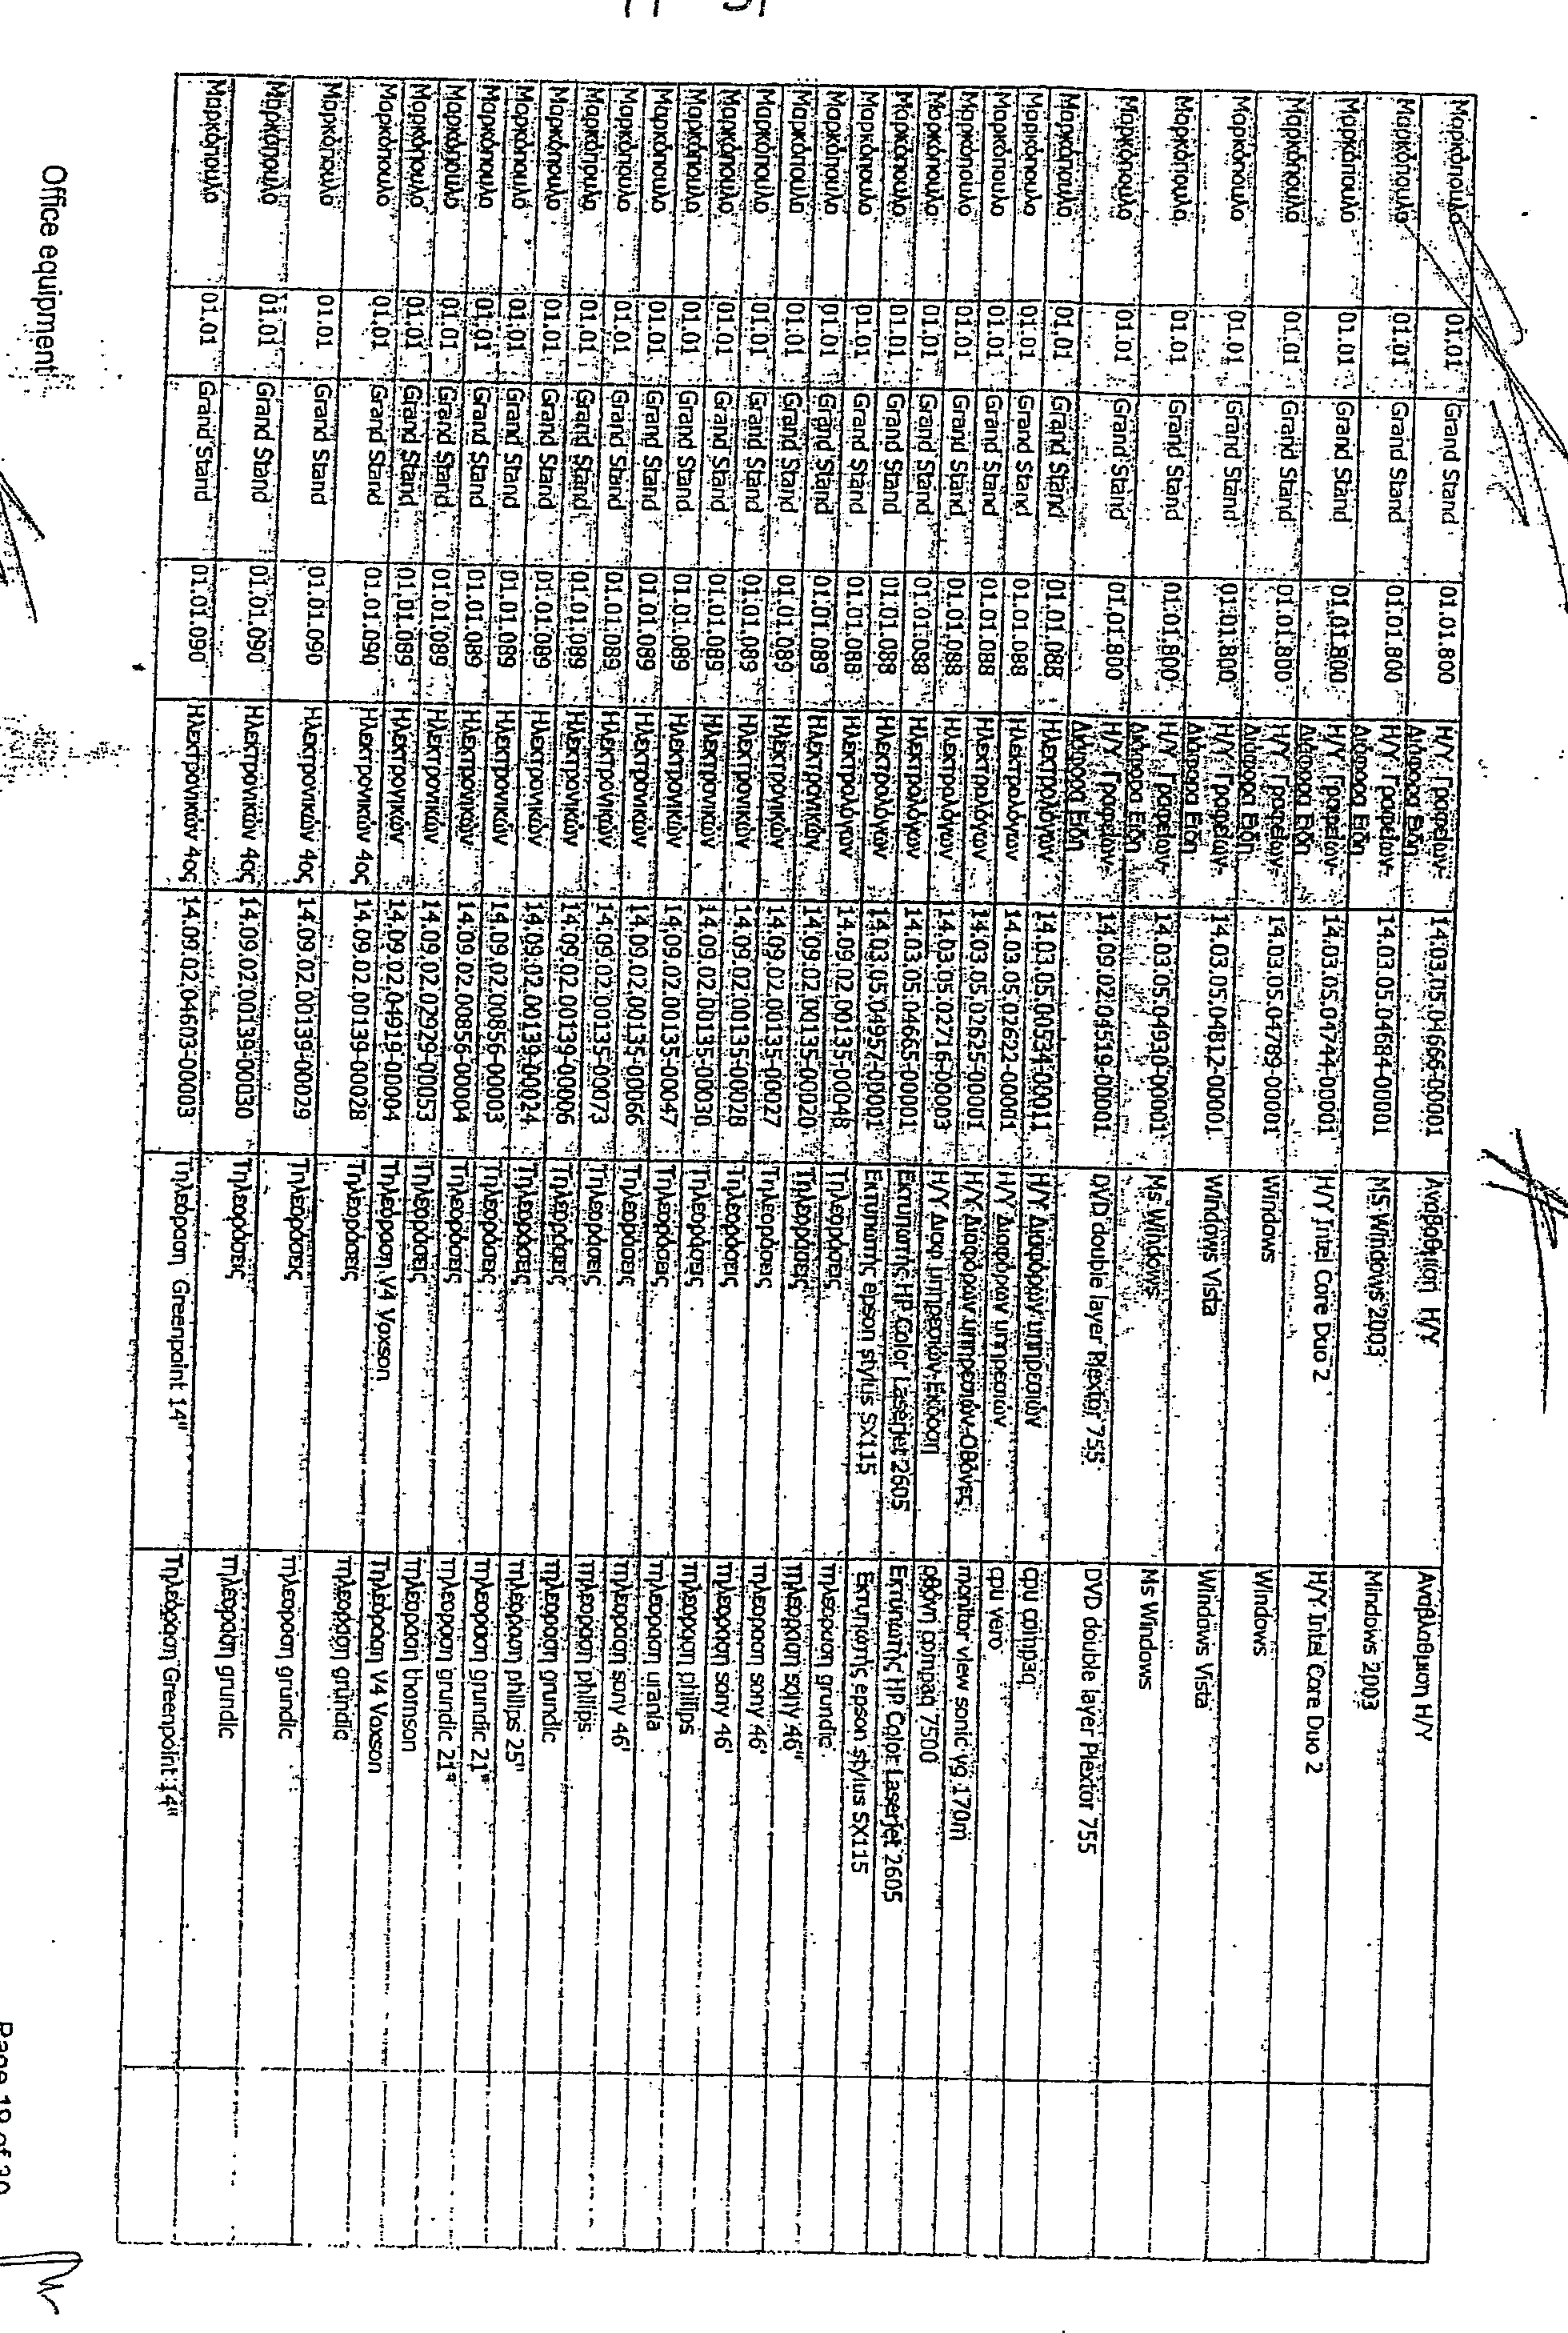 Μαρκόπουλο 01.01 Grand Stand 01.01.800 Η/Υ Γραφείων- Διάφορα Είδη 14.03.05.04666-00001 Αναβάθμιση Η/Υ Αναβλαθμιση Η/Υ
Μαρκόπουλο 01.01 Grand Stand 01.01.800 Η/Υ Γραφείων- Διάφορα Είδη 14.03.05.04684-00001 MS Windows 2003 Mindows 2003
Μαρκόπουλο 01.01 Grand Stand 01.01.800 Η/Υ Γραφείων- Διάφορα Είδη 14.03.05.04744-00001 Η/Υ Intel Core Duo 2 Η/Υ Intel Core Duo 2
Μαρκόπουλο 01.01 Grand Stand 01.01.800 Η/Υ Γραφείων- Διάφορα Είδη 14.03.05.04789-00001 Windows Windows
Μαρκόπουλο 01.01 Grand Stand 01.01.800 Η/Υ Γραφείων- Διάφορα Είδη 14.03.05.04812-00001 Windows Vista Windows Vista
Μαρκόπουλο 01.01 Grand Stand 01.01.800 Η/Υ Γραφείων- Διάφορα Είδη 14.03.05.04930-00001 Ms Windows Ms Windows
Μαρκόπουλο 01.01 Grand Stand 01.01.800 Η/Υ Γραφείων- Διάφορα Είδη 14.09.02.04519-00001 DVD double layer Plextor 755 DVD double layer Plextor 755
Μαρκόπουλο 01.01 Grand Stand 01.01.088 Ηλεκτρολόγων 14.03.05.00534-00011 Η/Υ Διαφόρων υπηρεσιών cpu compaq
Μαρκόπουλο 01.01 Grand Stand 01.01.088 Ηλεκτρολόγων 14.03.05.02622-00001 Η/Υ Διαφόρων υπηρεσιών cpu vero
Μαρκόπουλο 01.01 Grand Stand 01.01.088 Ηλεκτρολόγων 14.03.05.02625-00001 Η/Υ Διαφόρων υπηρεσιών-Οθόνες monitor view sonic vg 170m
Μαρκόπουλο 01.01 Grand Stand 01.01.088 Ηλεκτρολόγων 14.03.05.02716-00003 Η/Υ Διαφ υπηρεσιών Έκδοση οθόνη compaq 7500
Μαρκόπουλο 01.01 Grand Stand 01.01.088 Ηλεκτρολόγων 14.03.05.04665-00001 Εκτυπωτής HP Color Laserjet 2605 Εκτυπωτής HP Color Laserjet 2605
Μαρκόπουλο 01.01 Grand Stand 01.01.088 Ηλεκτρολόγων 14.03.05.04957-00001 Εκτυπωτής epson stylus SX115 Εκτυπωτής epson stylus SX115
Μαρκόπουλο 01.01 Grand Stand 01.01.089 Ηλεκτρονικών 14.09.02.00135-00048 Τηλεοράσεις τηλεοραση grundic
Μαρκόπουλο 01.01 Grand Stand 01.01.089 Ηλεκτρονικών 14.09.02.00135-00020 Τηλεοράσεις τηλεοραση sony 46"
Μαρκόπουλο 01.01 Grand Stand 01.01.089 Ηλεκτρονικών 14.09.02.00135-00027 Τηλεοράσεις τηλεοραση sony 46'
Μαρκόπουλο 01.01 Grand Stand 01.01.089 Ηλεκτρονικών 14.09.02.00135-00028 Τηλεοράσεις τηλεοραση sony 46'
Μαρκόπουλο 01.01 Grand Stand 01.01.089 Ηλεκτρονικών 14.09.02.00135-00030 Τηλεοράσεις τηλεοραση philips
Μαρκόπουλο 01.01 Grand Stand 01.01.089 Ηλεκτρονικών 14.09.02.00135-00047 Τηλεοράσεις τηλεοραση urania
Μαρκόπουλο 01.01 Grand Stand 01.01.089 Ηλεκτρονικών 14.09.02.00135-00066 Τηλεοράσεις τηλεοραση sony 46'
Μαρκόπουλο 01.01 Grand Stand 01.01.089 Ηλεκτρονικών 14.09.02.00135-00073 Τηλεοράσεις τηλεοραση philips
Μαρκόπουλο 01.01 Grand Stand 01.01.089 Ηλεκτρονικών 14.09.02.00139-00006 Τηλεοράσεις τηλεοραση grundic
Μαρκόπουλο 01.01 Grand Stand 01.01.089 Ηλεκτρονικών 14.09.02.00139-00024 Τηλεοράσεις τηλεοραση philips 25"
Μαρκόπουλο 01.01 Grand Stand 01.01.089 Ηλεκτρονικών 14.09.02.00856-00003 Τηλεοράσεις τηλεοραση grundic 21"
Μαρκόπουλο 01.01 Grand Stand 01.01.089 Ηλεκτρονικών 14.09.02.00856-00004 Τηλεοράσεις τηλεοραση grundic 21"
Μαρκόπουλο 01.01 Grand Stand 01.01.089 Ηλεκτρονικών 14.09.02.02929-00053 Τηλεοράσεις τηλεοραση thomson
Μαρκόπουλο 01.01 Grand Stand 01.01.089 Ηλεκτρονικών 14.09.02.04919-00004 Τηλεόραση V4 Voxson Τηλεόραση V4 Voxson
Μαρκόπουλο 01.01 Grand Stand 01.01.090 Ηλεκτρονικών 4ος 14.09.02.00139-00028 Τηλεοράσεις τηλεοραση grundic
Μαρκόπουλο 01.01 Grand Stand 01.01.090 Ηλεκτρονικών 4ος 14.09.02.00139-00029 Τηλεοράσεις τηλεοραση grundic
Μαρκόπουλο 01.01 Grand Stand 01.01.090 Ηλεκτρονικών 4ος 14.09.02.00139-00030 Τηλεοράσεις τηλεοραση grundic
Μαρκόπουλο 01.01 Grand Stand 01.01.090 Ηλεκτρονικών 4ος 14.09.02.04603-00003 Τηλεόραση Greenpoint 14" Τηλεόραση Greenpoint 14"
Office equipment
Page 19 of 30